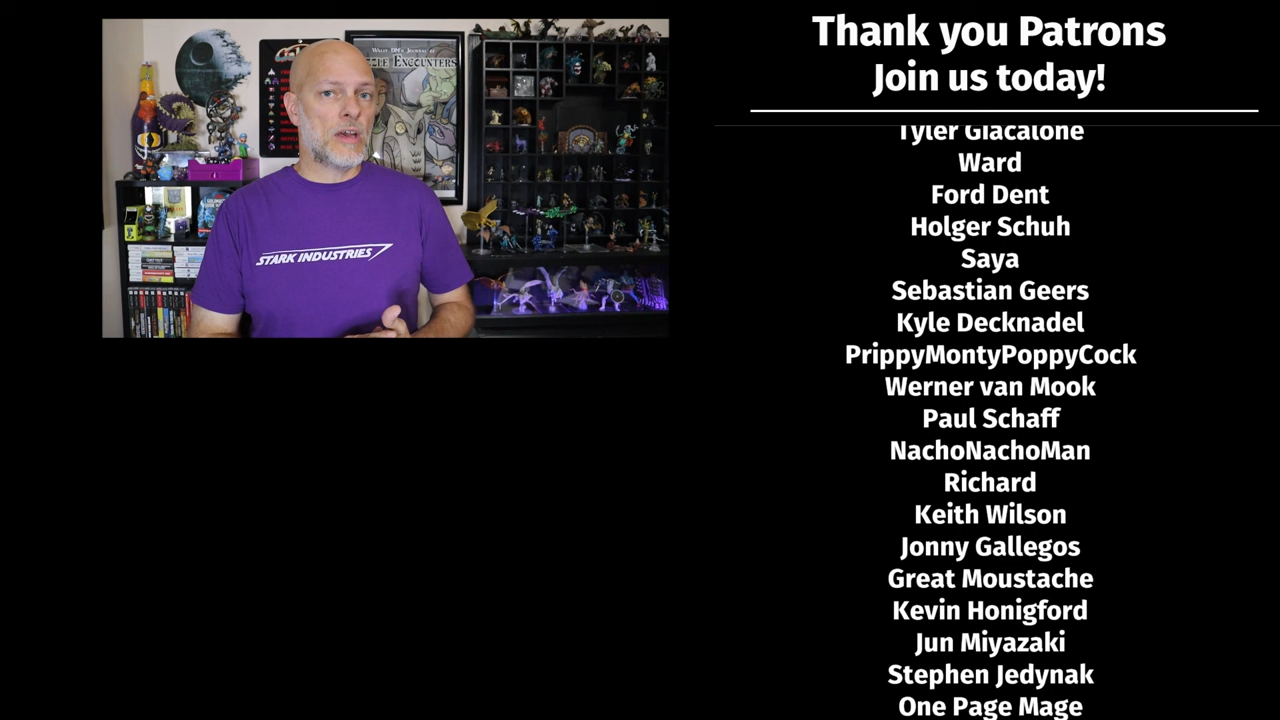 Thank you Patrons
Join us today!
Tyler Giacalone
Ward
Ford Dent
Holger Schuh
Saya
Sebastian Geers
Kyle Decknadel
PrippyMontyPoppyCock
Werner van Mook
Paul Schaff
NachoNachoMan
Richard
Keith Wilson
Jonny Gallegos
Great Moustache
Kevin Honigford
Jun Miyazaki
Stephen Jedynak
One Page Mage
ENCOUNTERS
STARK INDUSTRIES